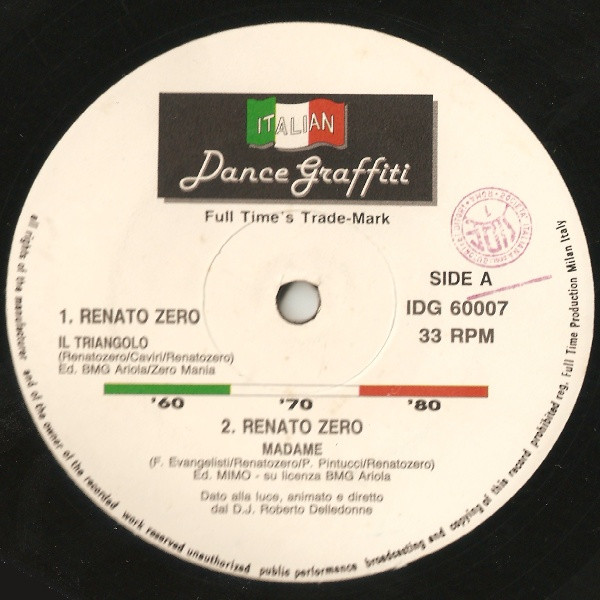 ITALIAN
Dance Graffiti
Full Time's Trade-Mark
SIDE A
IDG 60007
33 RPM
1. RENATO ZERO
IL TRIANGOLO
(Renatozero/Caviri/Renatozero)
Ed. BMG Ariola/Zero Mania
'60 '70 '80
2. RENATO ZERO
MADAME
(F. Evangelisti/Renatozero/P. Pintucci/Renatozero)
Ed. MIMO - su licenza BMG Ariola
Dato alla luce, animato e diretto
dal D.J. Roberto Delledonne
all rights of the manufacturer and of the owner of the recorded work reserved unauthorized public performance broadcasting and copying of this record prohibited reg. Full Time Production Milan Italy